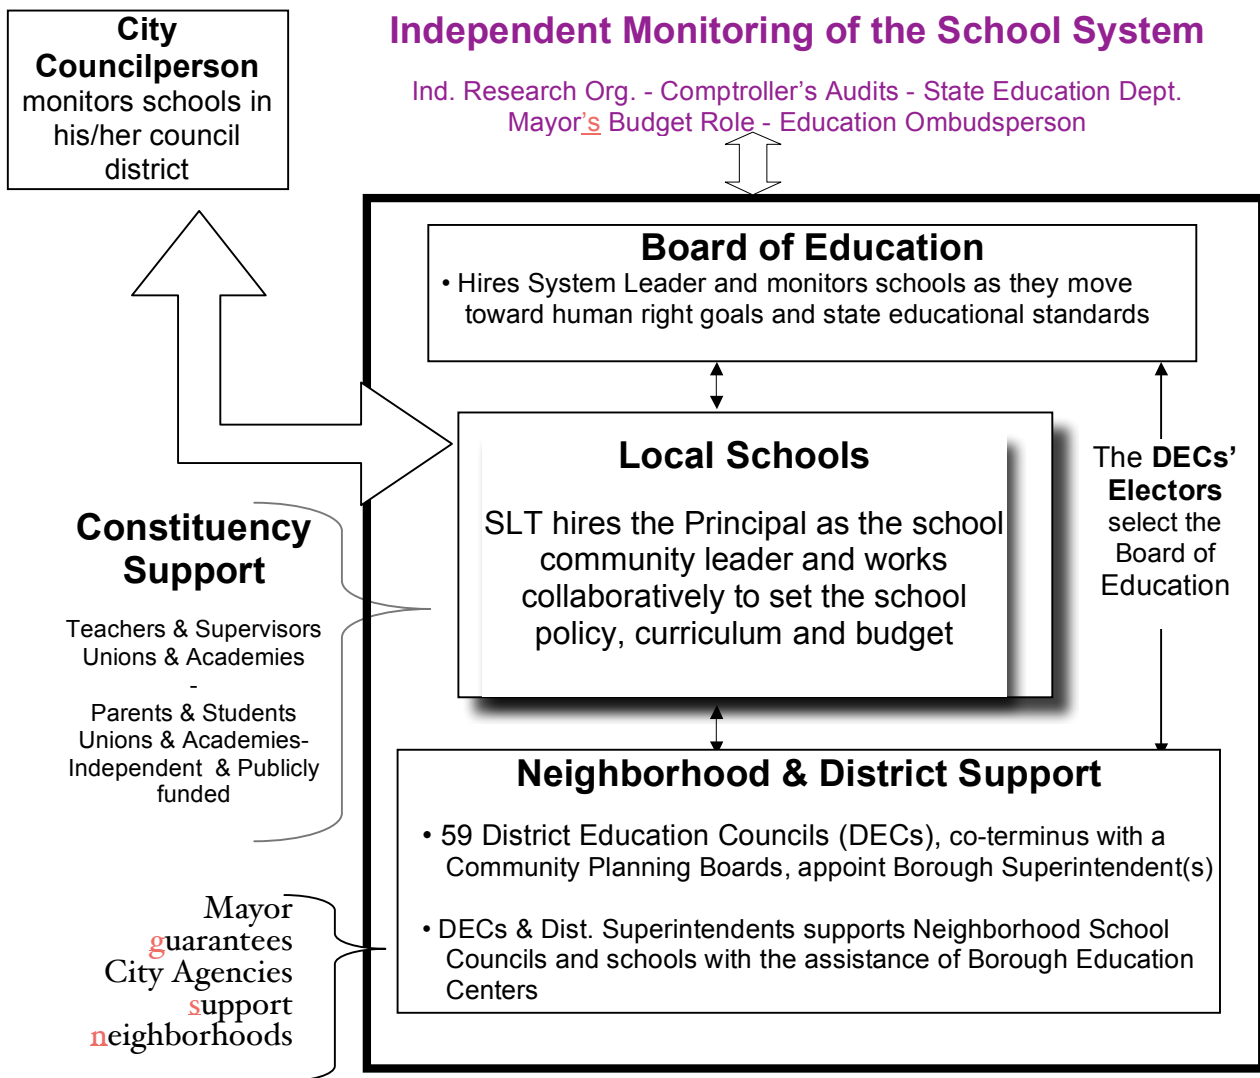 City
Councilperson
monitors schools in
his/her council
district
Independent Monitoring of the School System
Ind. Research Org. - Comptroller’s Audits - State Education Dept.
Mayor's Budget Role - Education Ombudsperson
Board of Education
• Hires System Leader and monitors schools as they move
toward human right goals and state educational standards
Local Schools
SLT hires the Principal as the school
community leader and works
collaboratively to set the school
policy, curriculum and budget
The DECs’
Electors
select the
Board of
Education
Constituency
Support
Teachers & Supervisors
Unions & Academies
-
Parents & Students
Unions & Academies-
Independent & Publicly
funded
Neighborhood & District Support
• 59 District Education Councils (DECs), co-terminus with a
Community Planning Boards, appoint Borough Superintendent(s)
• DECs & Dist. Superintendents supports Neighborhood School
Councils and schools with the assistance of Borough Education
Centers
Mayor
guarantees
City Agencies
support
neighborhoods